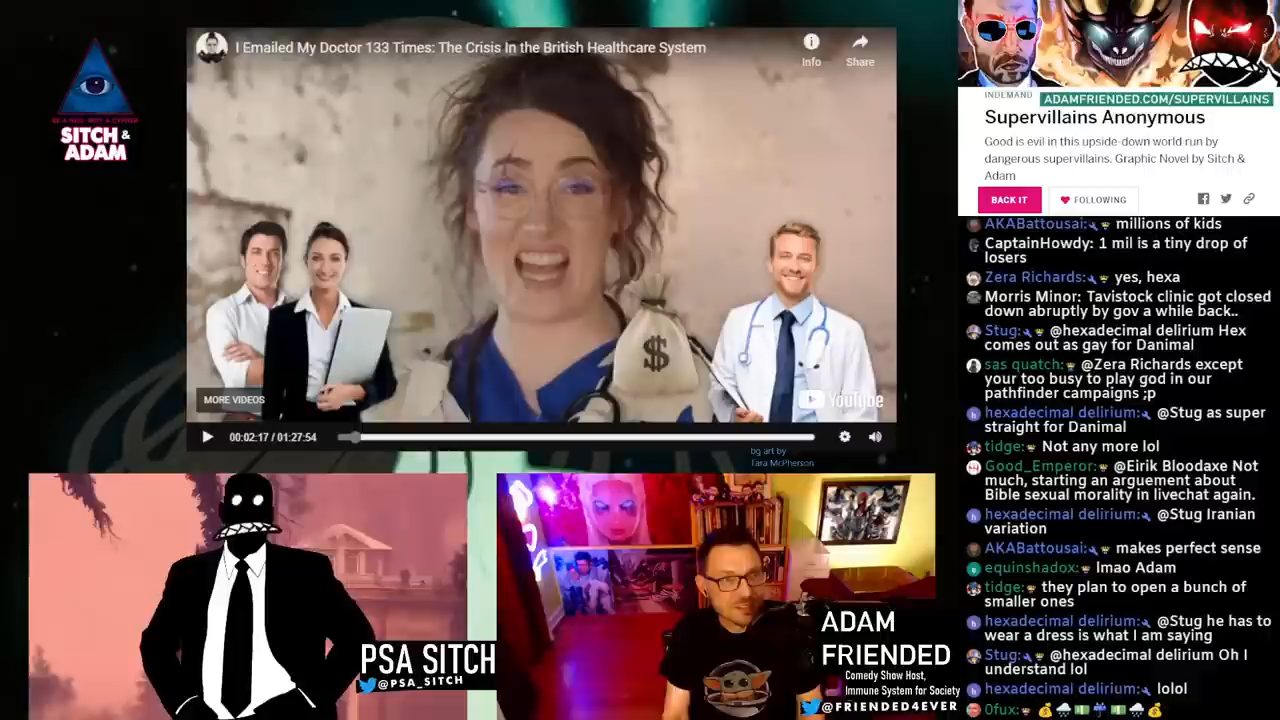 I Emailed My Doctor 133 Times: The Crisis In the British Healthcare System
Info
Share
BE A NEO, NOT A CYPHER
SITCH &
ADAM
$
MORE VIDEOS
YouTube
00:02:17 / 01:27:54
bg art by
Tara McPherson
PSA SITCH
@PSA_SITCH
ADAM
FRIENDED
Comedy Show Host,
Immune System for Society
@FRIENDED4EVER
INDEMAND
ADAMFRIENDED.COM/SUPERVILLAINS
Supervillains Anonymous
Good is evil in this upside-down world run by
dangerous supervillains. Graphic Novel by Sitch &
Adam
BACK IT
FOLLOWING
AKABattousai: millions of kids
CaptainHowdy: 1 mil is a tiny drop of
losers
Zera Richards: yes, hexa
Morris Minor: Tavistock clinic got closed
down abruptly by gov a while back..
Stug: @hexadecimal delirium Hex
comes out as gay for Danimal
sas quatch: @Zera Richards except
your too busy to play god in our
pathfinder campaigns ;p
hexadecimal delirium: @Stug as super
straight for Danimal
tidge: Not any more lol
Good_Emperor: @Eirik Bloodaxe Not
much, starting an arguement about
Bible sexual morality in livechat again.
hexadecimal delirium: @Stug Iranian
variation
AKABattousai: makes perfect sense
equinshadox: lmao Adam
tidge: they plan to open a bunch of
smaller ones
hexadecimal delirium: @Stug he has to
wear a dress is what I am saying
Stug: @hexadecimal delirium Oh I
understand lol
hexadecimal delirium: lolol
0fux: